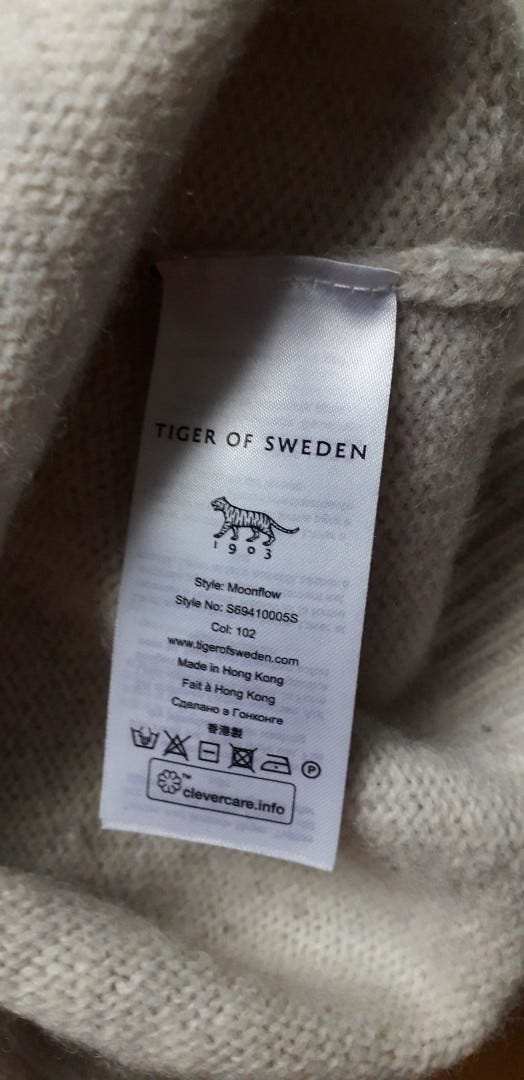 TIGER OF SWEDEN
1903
Style: Moonflow
Style No: S69410005S
Col: 102
www.tigerofsweden.com
Made in Hong Kong
Fait à Hong Kong
Сделано в Гонконге
香港製
P
™
clevercare.info